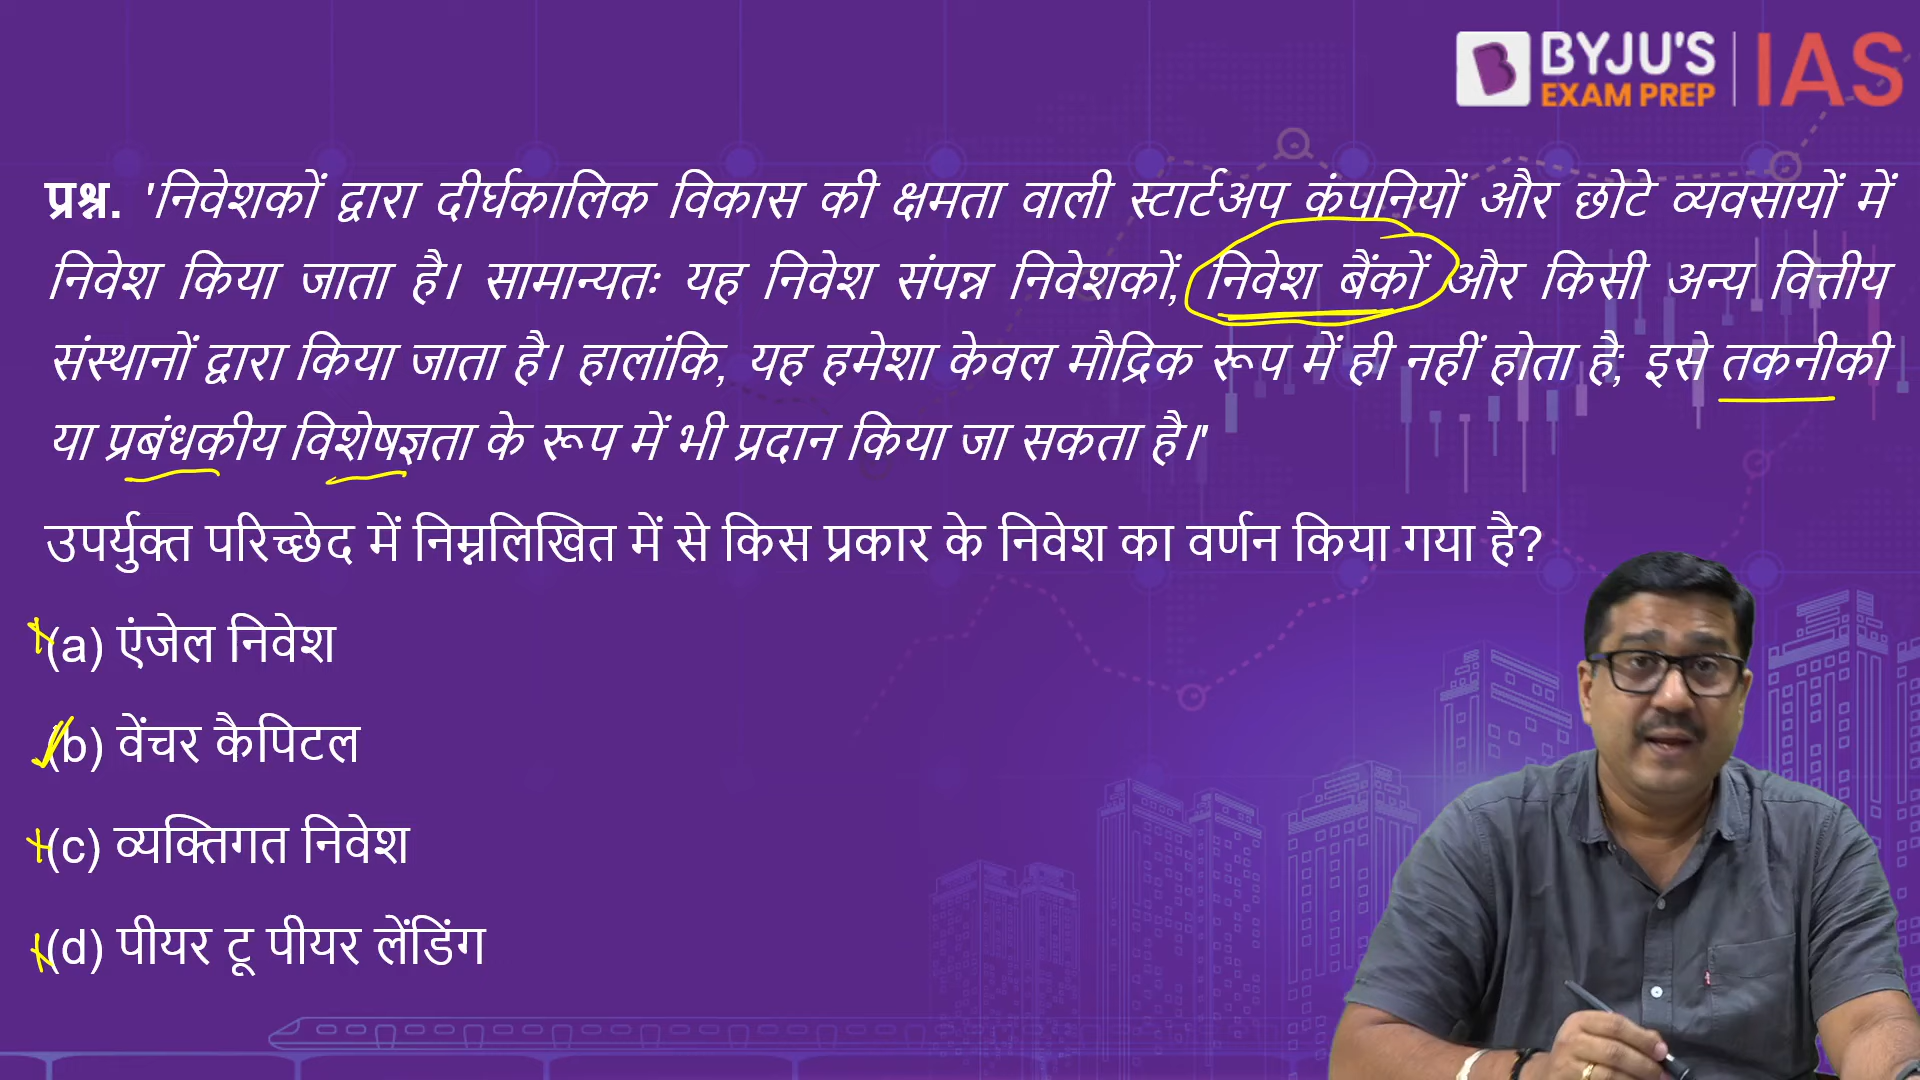 BYJU'S
EXAM PREP
IAS
प्रश्न. 'निवेशकों द्वारा दीर्घकालिक विकास की क्षमता वाली स्टार्टअप कंपनियों और छोटे व्यवसायों में
निवेश किया जाता है। सामान्यतः यह निवेश संपन्न निवेशकों, निवेश बैंकों और किसी अन्य वित्तीय
संस्थानों द्वारा किया जाता है। हालांकि, यह हमेशा केवल मौद्रिक रूप में ही नहीं होता है; इसे तकनीकी
या प्रबंधकीय विशेषज्ञता के रूप में भी प्रदान किया जा सकता है।'
उपर्युक्त परिच्छेद में निम्नलिखित में से किस प्रकार के निवेश का वर्णन किया गया है?
(a) एंजेल निवेश
(b) वेंचर कैपिटल
(c) व्यक्तिगत निवेश
(d) पीयर टू पीयर लेंडिंग